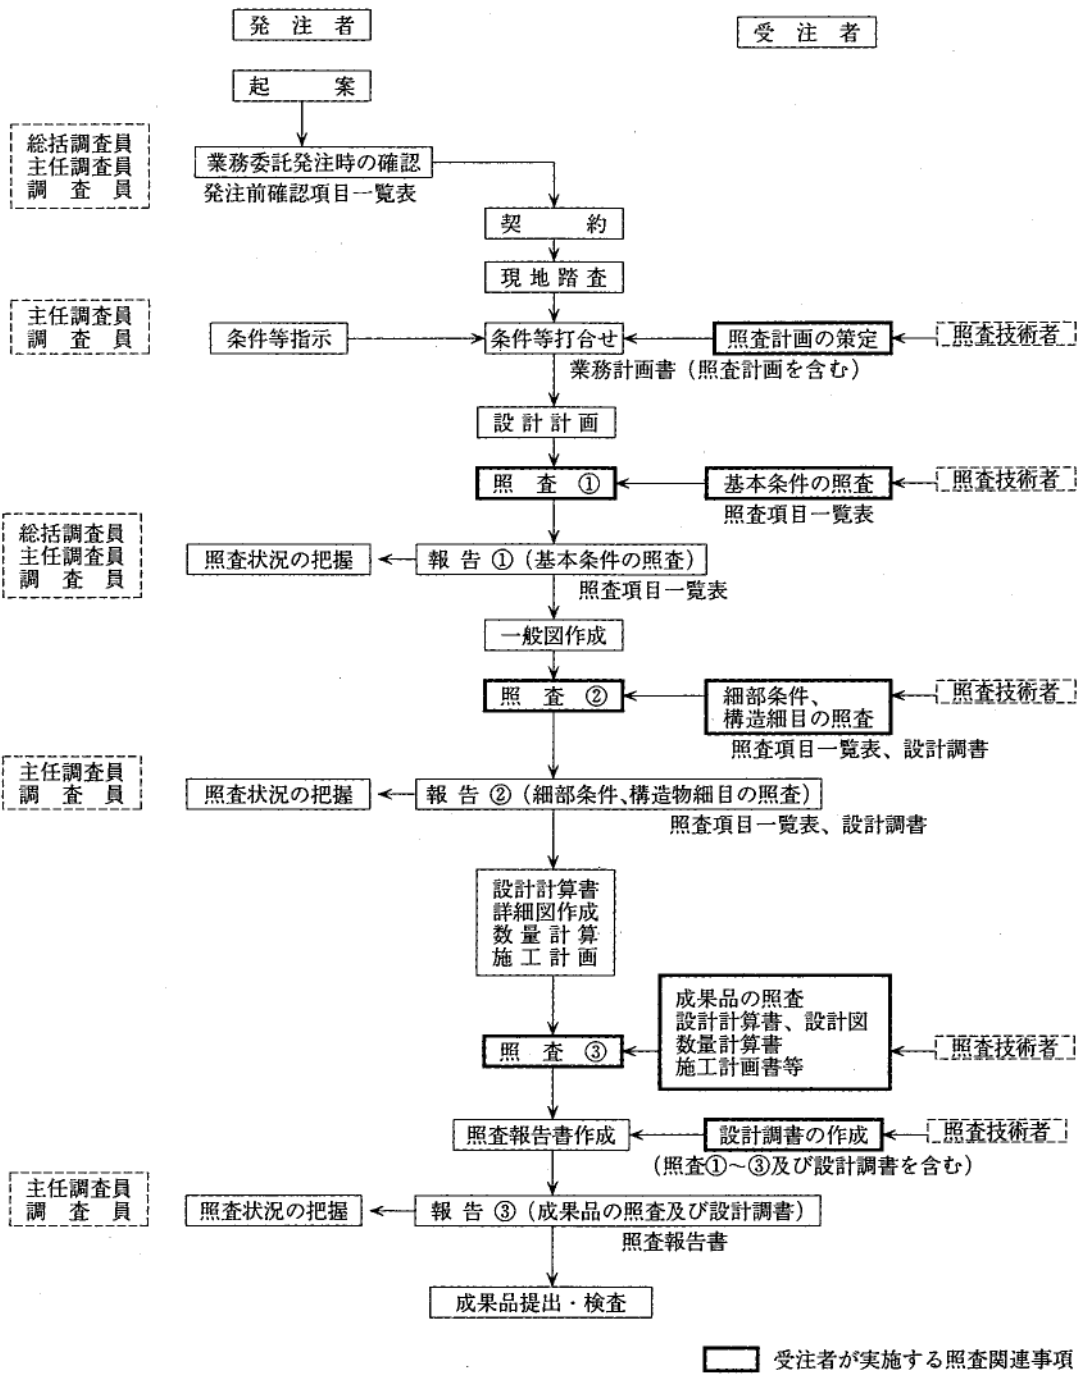 発注者
受注者
起案
総括調査員
主任調査員
調査員
業務委託発注時の確認
発注前確認項目一覧表
契約
現地踏査
主任調査員
調査員
条件等指示
条件等打合せ
照査計画の策定
照査技術者
業務計画書（照査計画を含む）
設計計画
照査①
基本条件の照査
照査技術者
照査項目一覧表
総括調査員
主任調査員
調査員
照査状況の把握
報告①（基本条件の照査）
照査項目一覧表
一般図作成
照査②
細部条件、
構造細目の照査
照査技術者
照査項目一覧表、設計調書
主任調査員
調査員
照査状況の把握
報告②（細部条件、構造物細目の照査）
照査項目一覧表、設計調書
設計計算書
詳細図作成
数量計算
施工計画
成果品の照査
設計計算書、設計図
数量計算書
施工計画書等
照査③
照査技術者
照査報告書作成
設計調書の作成
照査技術者
（照査①～③及び設計調書を含む）
主任調査員
調査員
照査状況の把握
報告③（成果品の照査及び設計調書）
照査報告書
成果品提出・検査
受注者が実施する照査関連事項